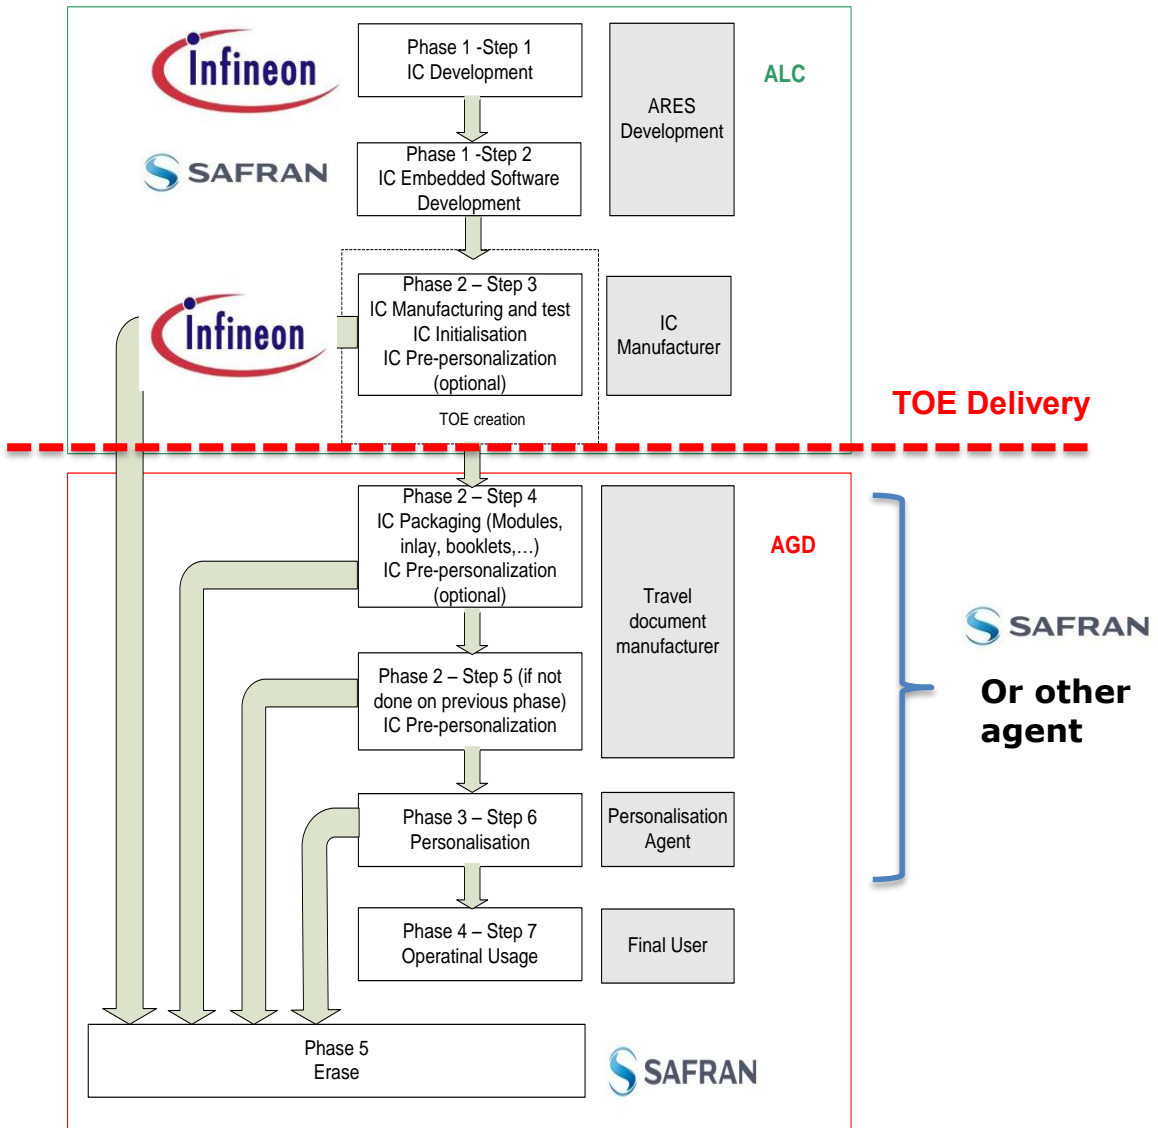 Infineon
Phase 1 -Step 1
IC Development
ALC
ARES
Development
SAFRAN
Phase 1 -Step 2
IC Embedded Software
Development
Infineon
Phase 2 – Step 3
IC Manufacturing and test
IC Initialisation
IC Pre-personalization
(optional)
TOE creation
IC
Manufacturer
TOE Delivery
Phase 2 – Step 4
IC Packaging (Modules,
inlay, booklets,…)
IC Pre-personalization
(optional)
AGD
Travel
document
manufacturer
SAFRAN
Or other
agent
Phase 2 – Step 5 (if not
done on previous phase)
IC Pre-personalization
Phase 3 – Step 6
Personalisation
Personalisation
Agent
Phase 4 – Step 7
Operatinal Usage
Final User
Phase 5
Erase
SAFRAN